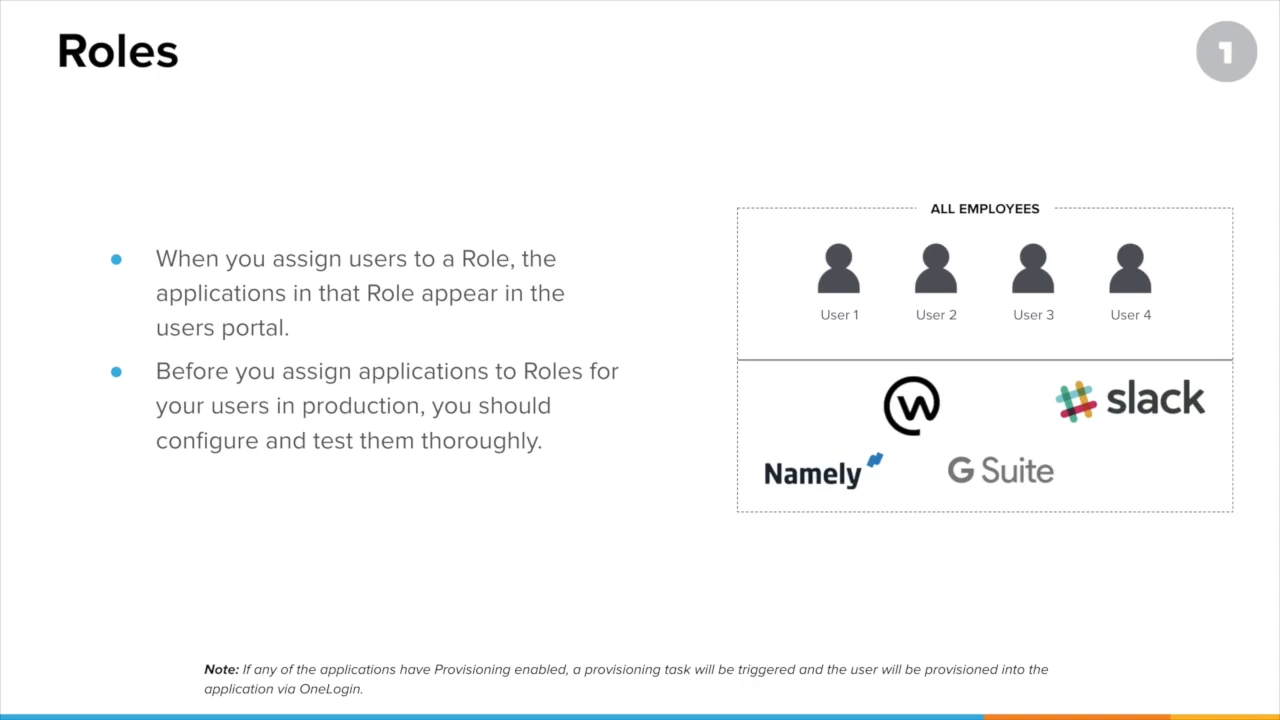 Roles
1
When you assign users to a Role, the
applications in that Role appear in the
users portal.
Before you assign applications to Roles for
your users in production, you should
configure and test them thoroughly.
ALL EMPLOYEES
User 1 User 2 User 3 User 4
W
slack
Namely
G Suite
Note: If any of the applications have Provisioning enabled, a provisioning task will be triggered and the user will be provisioned into the
application via OneLogin.